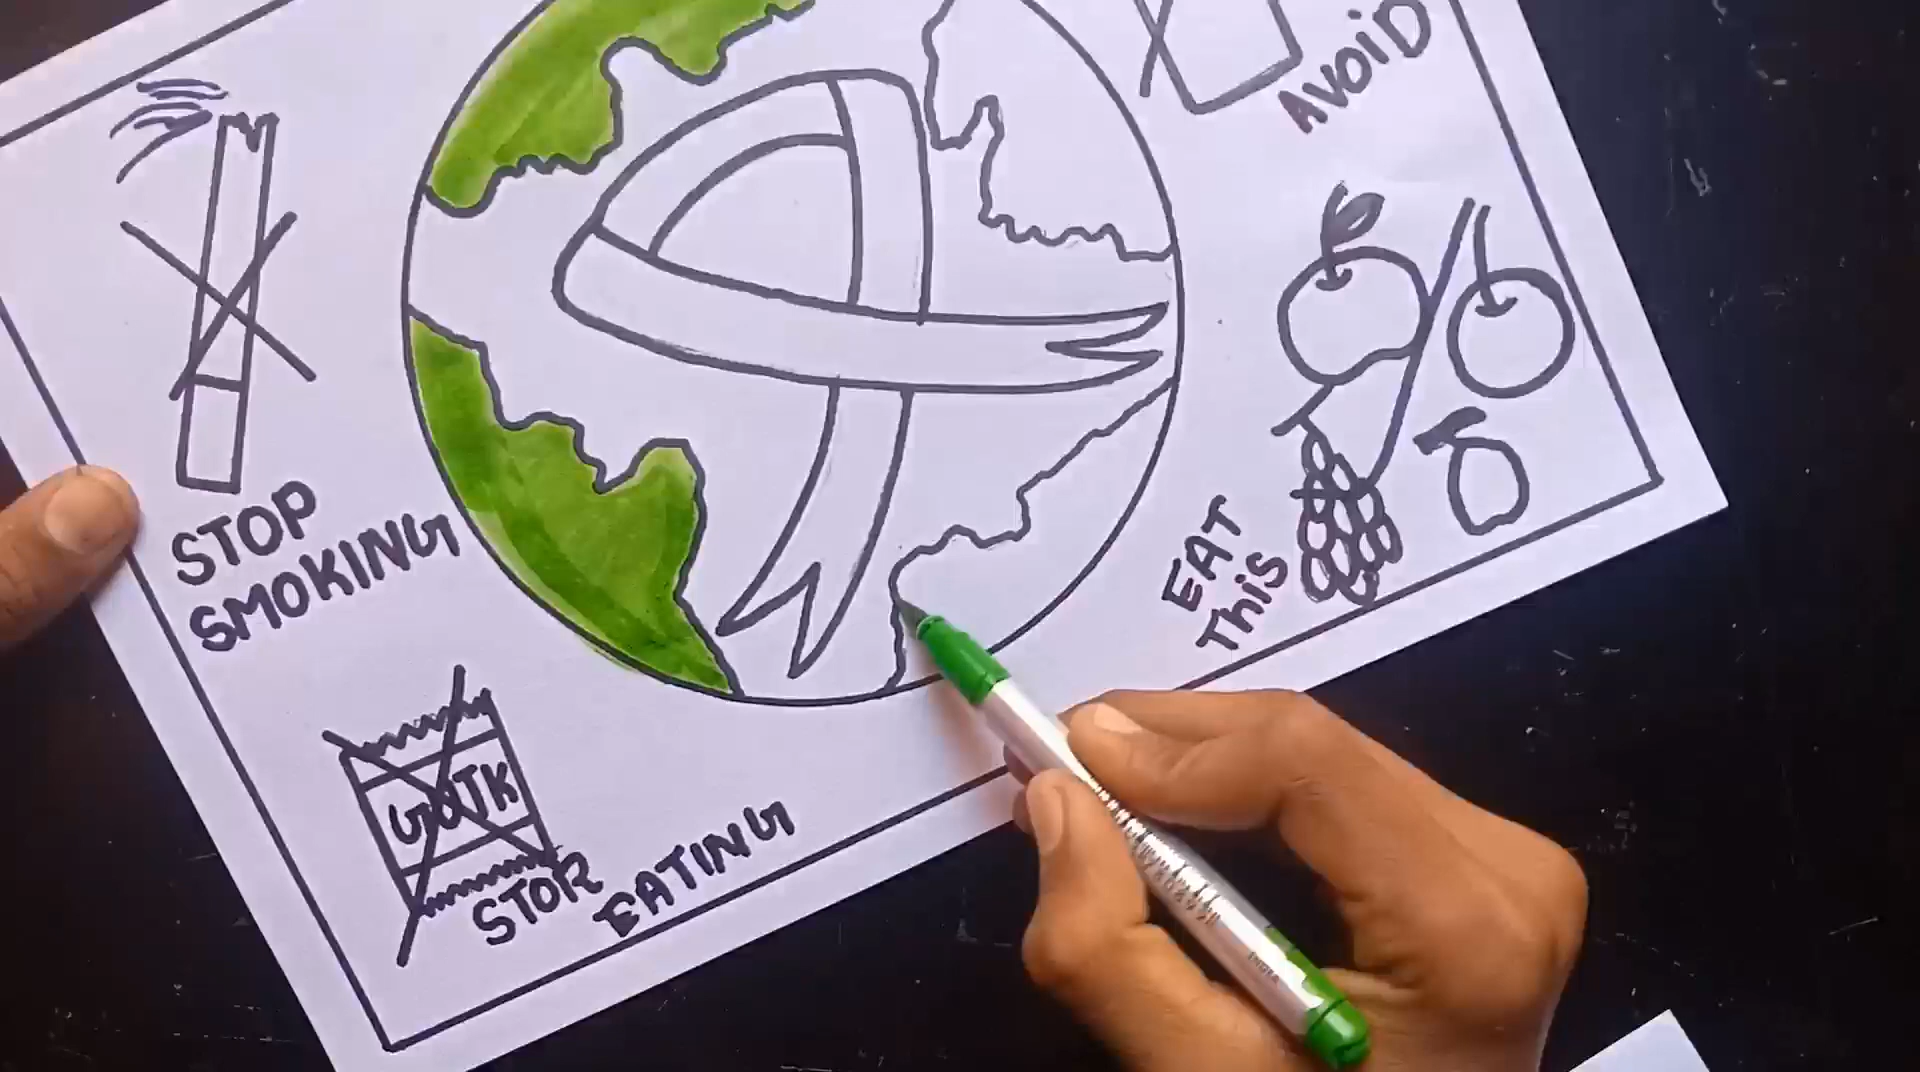 AVOiD
STOP
SMOKING
EAT
ThiS
GUTK
STOP
EATING